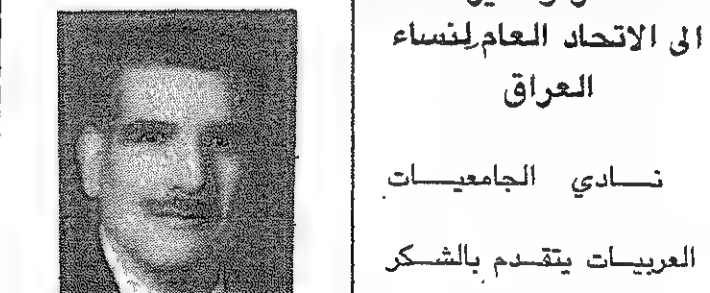 الى الاتحاد العام لنساء
العراق
نادي الجامعيات
العربيات يتقدم بالشكر